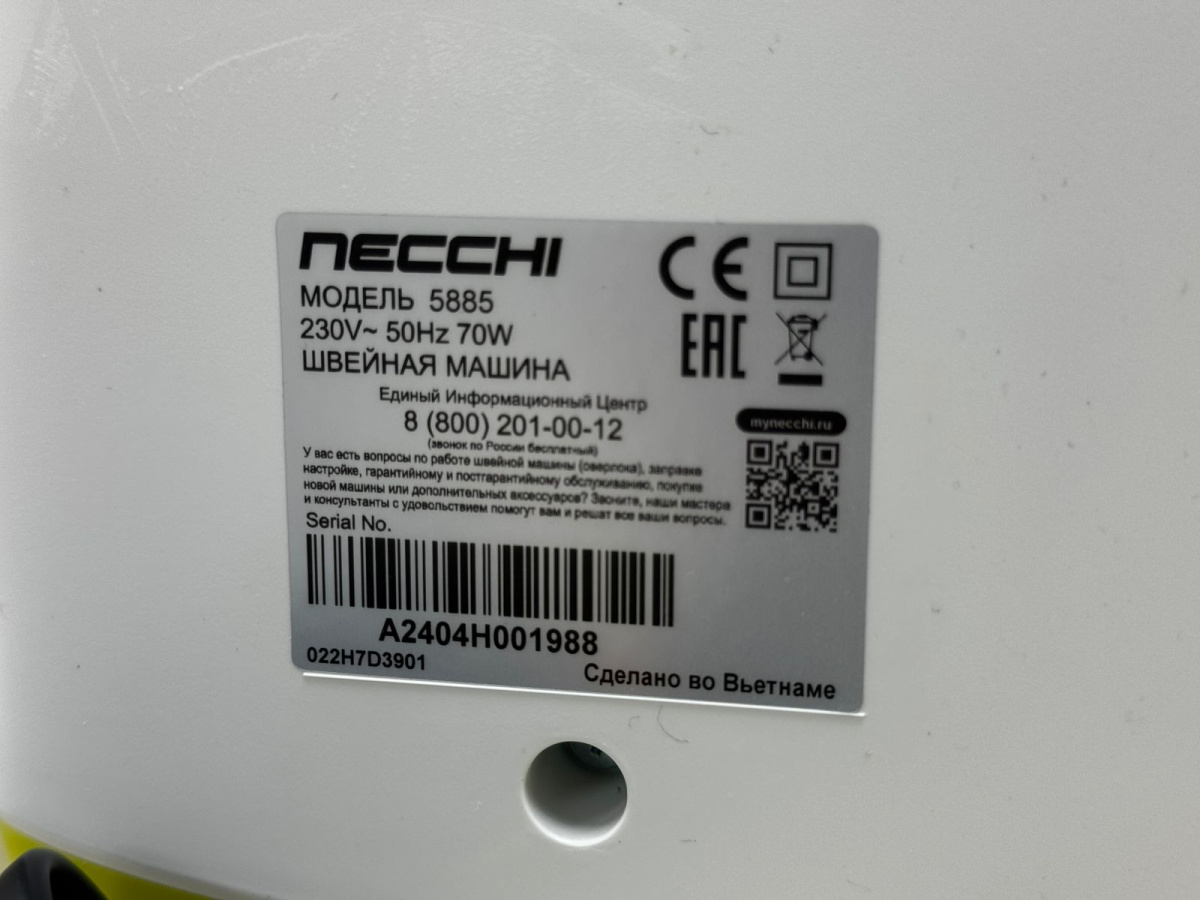 NECCHI
МОДЕЛЬ 5885
230V~ 50Hz 70W
ШВЕЙНАЯ МАШИНА
CE
EAC
Единый Информационный Центр
8 (800) 201-00-12
(звонок по России бесплатный)
mynecchi.ru
У вас есть вопросы по работе швейной машины (оверлока), заправке
настройке, гарантийному и постгарантийному обслуживанию, покупке
новой машины или дополнительных аксессуаров? Звоните, наши мастера
и консультанты с удовольствием помогут вам и решат все ваши вопросы.
Serial No.
A2404H001988
022H7D3901
Сделано во Вьетнаме